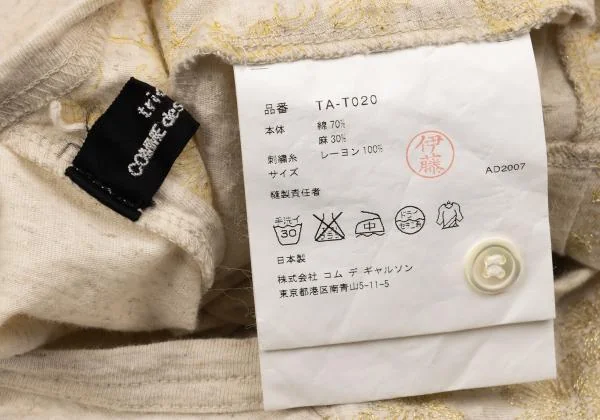 tri
COMME des
品番 TA-T020
本体 綿 70%
麻 30%
刺繍糸 レーヨン 100%
サイズ
伊藤
AD2007
縫製責任者
手洗イ
30
中
ドライ
セキユ系
日本製
株式会社 コム デ ギャルソン
東京都港区南青山5-11-5